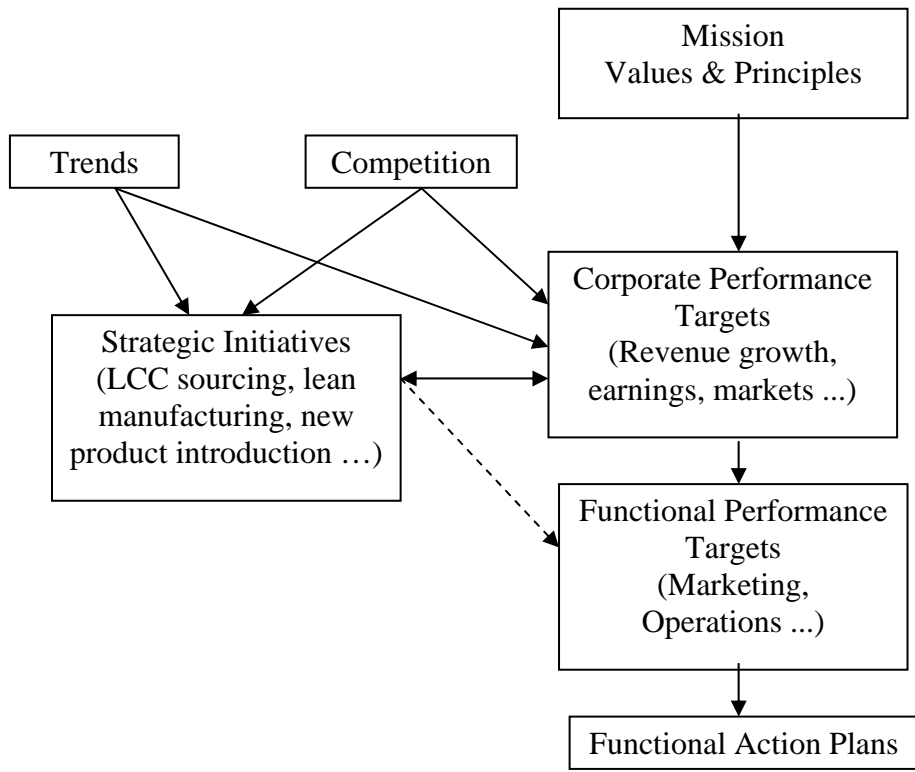 Mission
Values & Principles
Trends
Competition
Corporate Performance
Targets
(Revenue growth,
earnings, markets ...)
Strategic Initiatives
(LCC sourcing, lean
manufacturing, new
product introduction …)
Functional Performance
Targets
(Marketing,
Operations ...)
Functional Action Plans